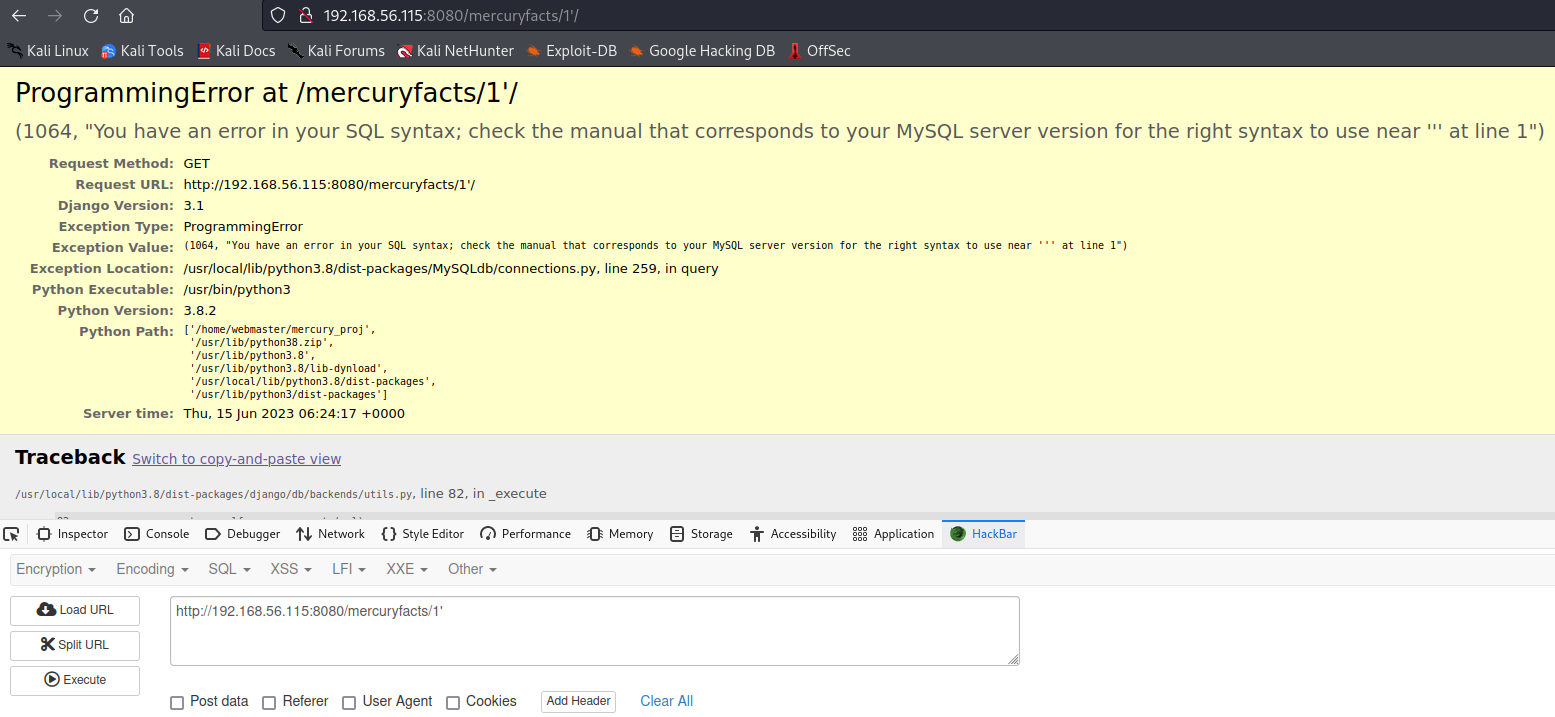 192.168.56.115:8080/mercuryfacts/1'/
Kali Linux Kali Tools Kali Docs Kali Forums Kali NetHunter Exploit-DB Google Hacking DB OffSec
ProgrammingError at /mercuryfacts/1'/
(1064, "You have an error in your SQL syntax; check the manual that corresponds to your MySQL server version for the right syntax to use near ''' at line 1")
Request Method: GET
Request URL: http://192.168.56.115:8080/mercuryfacts/1'/
Django Version: 3.1
Exception Type: ProgrammingError
Exception Value: (1064, "You have an error in your SQL syntax; check the manual that corresponds to your MySQL server version for the right syntax to use near ''' at line 1")
Exception Location: /usr/local/lib/python3.8/dist-packages/MySQLdb/connections.py, line 259, in query
Python Executable: /usr/bin/python3
Python Version: 3.8.2
Python Path: ['/home/webmaster/mercury_proj',
'/usr/lib/python38.zip',
'/usr/lib/python3.8',
'/usr/lib/python3.8/lib-dynload',
'/usr/local/lib/python3.8/dist-packages',
'/usr/lib/python3/dist-packages']
Server time: Thu, 15 Jun 2023 06:24:17 +0000
Traceback Switch to copy-and-paste view
/usr/local/lib/python3.8/dist-packages/django/db/backends/utils.py, line 82, in _execute
Inspector Console Debugger Network Style Editor Performance Memory Storage Accessibility Application HackBar
Encryption Encoding SQL XSS LFI XXE Other
Load URL http://192.168.56.115:8080/mercuryfacts/1'
Split URL
Execute
Post data Referer User Agent Cookies Add Header Clear All